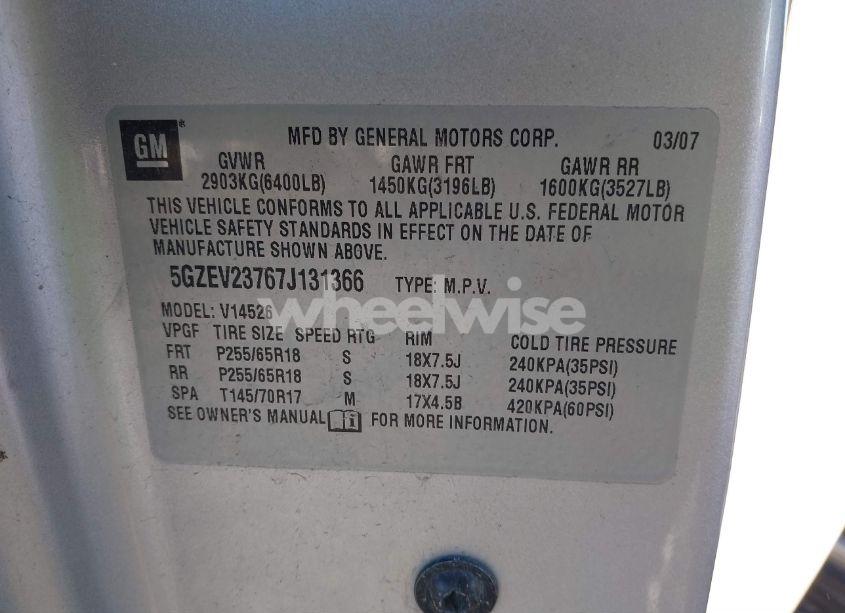 GM MFD BY GENERAL MOTORS CORP. 03/07
GVWR GAWR FRT GAWR RR
2903KG(6400LB) 1450KG(3196LB) 1600KG(3527LB)
THIS VEHICLE CONFORMS TO ALL APPLICABLE U.S. FEDERAL MOTOR
VEHICLE SAFETY STANDARDS IN EFFECT ON THE DATE OF
MANUFACTURE SHOWN ABOVE.
5GZEV23767J131366 TYPE: M.P.V.
wheelwise
MODEL: V14526
VPGF TIRE SIZE SPEED RTG RIM COLD TIRE PRESSURE
FRT P255/65R18 S 18X7.5J 240KPA(35PSI)
RR P255/65R18 S 18X7.5J 240KPA(35PSI)
SPA T145/70R17 M 17X4.5B 420KPA(60PSI)
SEE OWNER'S MANUAL FOR MORE INFORMATION.